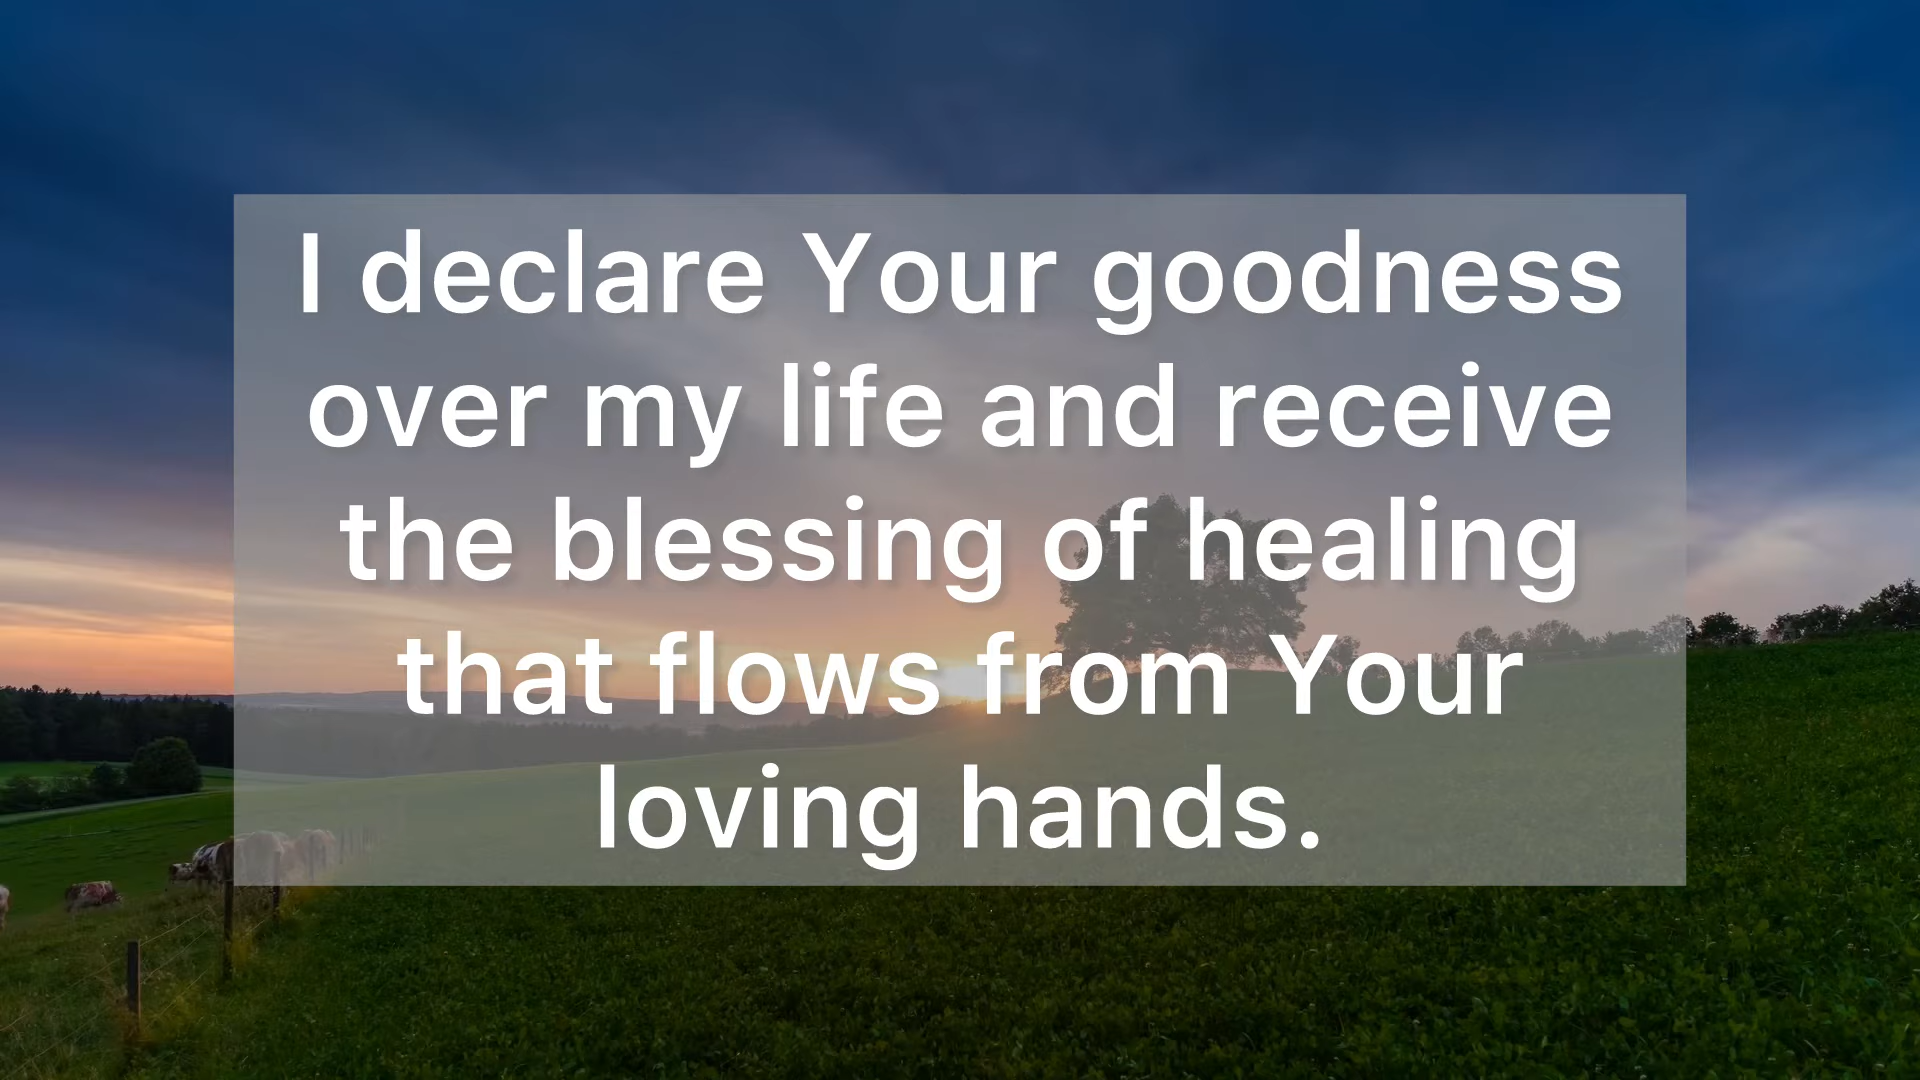 I declare Your goodness
over my life and receive
the blessing of healing
that flows from Your
loving hands.